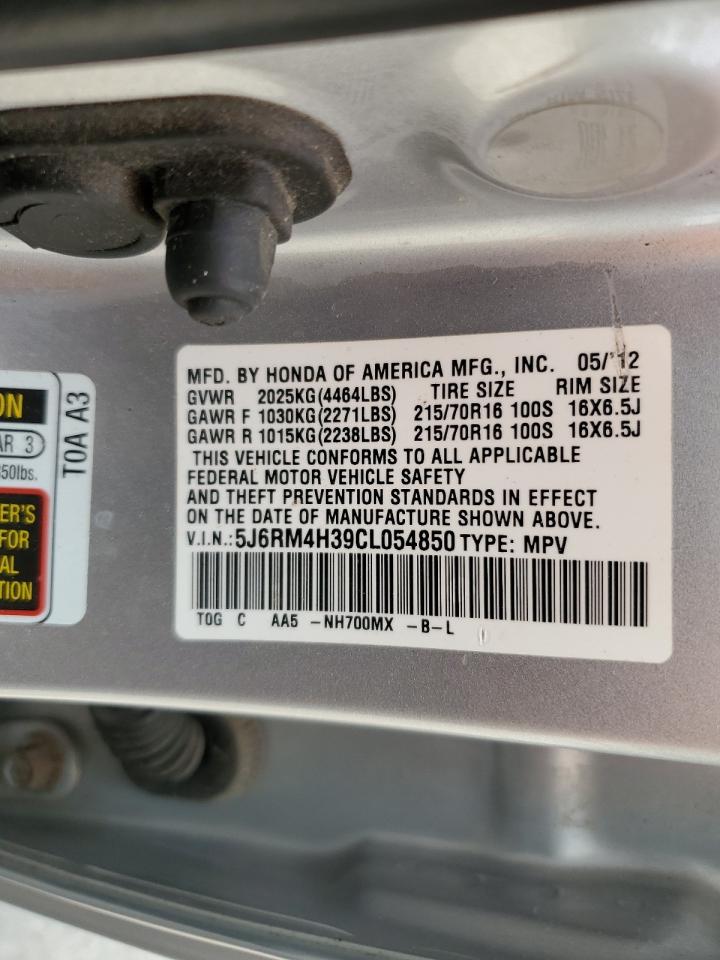 MFD. BY HONDA OF AMERICA MFG., INC. 05/'12
GVWR 2025KG(4464LBS) TIRE SIZE RIM SIZE
GAWR F 1030KG(2271LBS) 215/70R16 100S 16X6.5J
GAWR R 1015KG(2238LBS) 215/70R16 100S 16X6.5J
THIS VEHICLE CONFORMS TO ALL APPLICABLE
FEDERAL MOTOR VEHICLE SAFETY
AND THEFT PREVENTION STANDARDS IN EFFECT
ON THE DATE OF MANUFACTURE SHOWN ABOVE.
V.I.N.:5J6RM4H39CL054850 TYPE: MPV
T0G C AA5 -NH700MX -B-L
ON
AR 3
50lbs.
ER'S
FOR
AL
TION
T0A A3